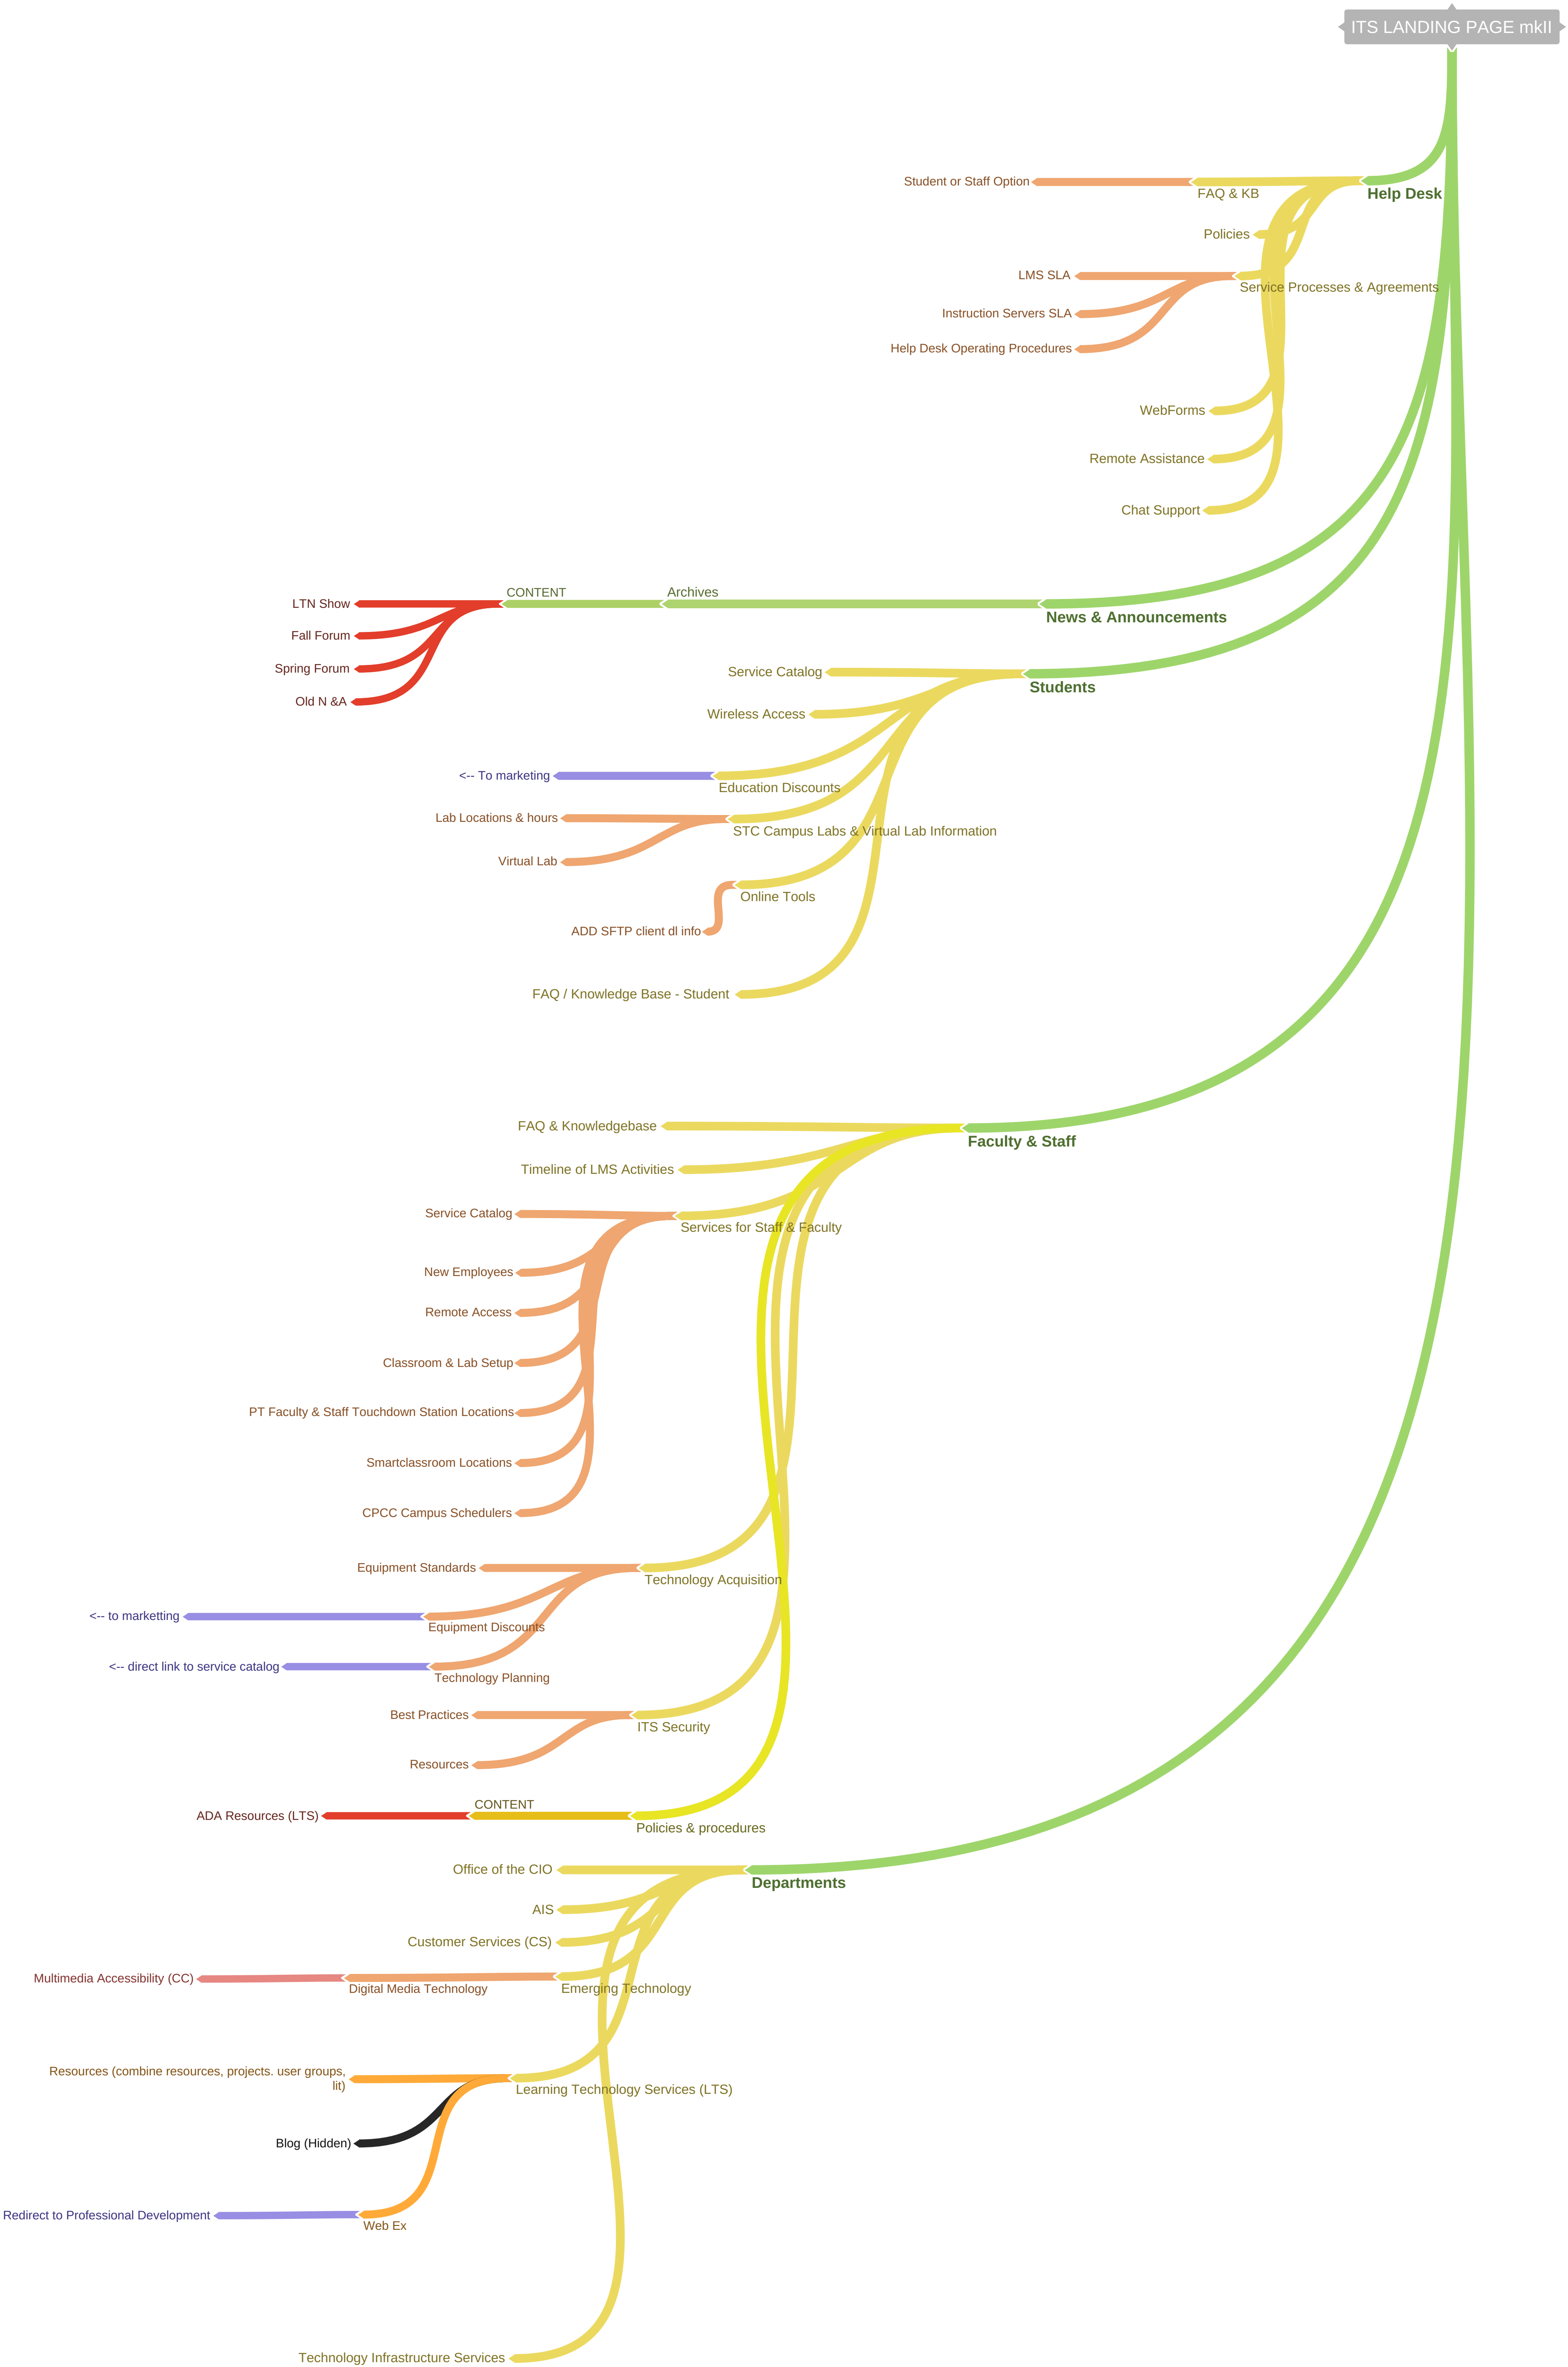 ITS LANDING PAGE mkII
Help Desk
FAQ & KB
Student or Staff Option
Policies
Service Processes & Agreements
LMS SLA
Instruction Servers SLA
Help Desk Operating Procedures
WebForms
Remote Assistance
Chat Support
News & Announcements
Archives
CONTENT
LTN Show
Fall Forum
Spring Forum
Old N &A
Students
Service Catalog
Wireless Access
Education Discounts
<-- To marketing
STC Campus Labs & Virtual Lab Information
Lab Locations & hours
Virtual Lab
Online Tools
ADD SFTP client dl info
FAQ / Knowledge Base - Student
Faculty & Staff
FAQ & Knowledgebase
Timeline of LMS Activities
Services for Staff & Faculty
Service Catalog
New Employees
Remote Access
Classroom & Lab Setup
PT Faculty & Staff Touchdown Station Locations
Smartclassroom Locations
CPCC Campus Schedulers
Technology Acquisition
Equipment Standards
Equipment Discounts
<-- to marketting
Technology Planning
<-- direct link to service catalog
ITS Security
Best Practices
Resources
Policies & procedures
CONTENT
ADA Resources (LTS)
Departments
Office of the CIO
AIS
Customer Services (CS)
Emerging Technology
Digital Media Technology
Multimedia Accessibility (CC)
Learning Technology Services (LTS)
Resources (combine resources, projects. user groups,
lit)
Blog (Hidden)
Web Ex
Redirect to Professional Development
Technology Infrastructure Services